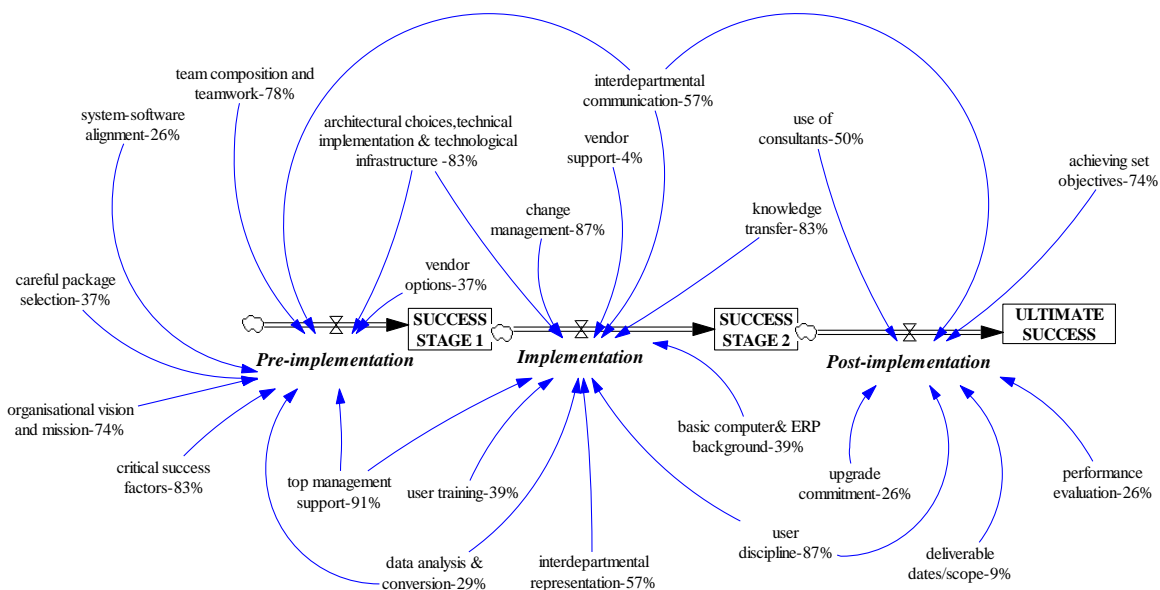 team composition and
teamwork-78%
system-software
alignment-26%
architectural choices,technical
implementation & technological
infrastructure -83%
interdepartmental
communication-57%
vendor
support-4%
use of
consultants-50%
achieving set
objectives-74%
change
management-87%
knowledge
transfer-83%
careful package
selection-37%
vendor
options-37%
SUCCESS
STAGE 1
SUCCESS
STAGE 2
ULTIMATE
SUCCESS
Pre-implementation
Implementation
Post-implementation
organisational vision
and mission-74%
critical success
factors-83%
top management
support-91%
user training-39%
basic computer& ERP
background-39%
upgrade
commitment-26%
performance
evaluation-26%
data analysis &
conversion-29%
interdepartmental
representation-57%
user
discipline-87%
deliverable
dates/scope-9%